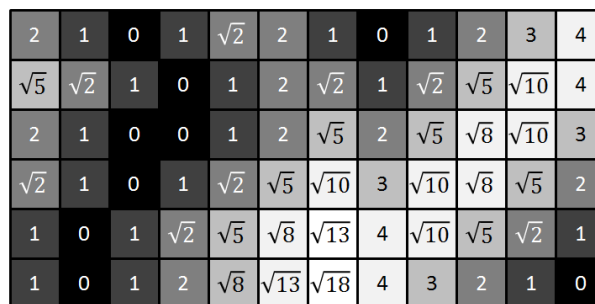 2 1 0 1 √2 2 1 0 1 2 3 4
√5 √2 1 0 1 2 √2 1 √2 √5 √10 4
2 1 0 0 1 2 √5 2 √5 √8 √10 3
√2 1 0 1 √2 √5 √10 3 √10 √8 √5 2
1 0 1 √2 √5 √8 √13 4 √10 √5 √2 1
1 0 1 2 √8 √13 √18 4 3 2 1 0